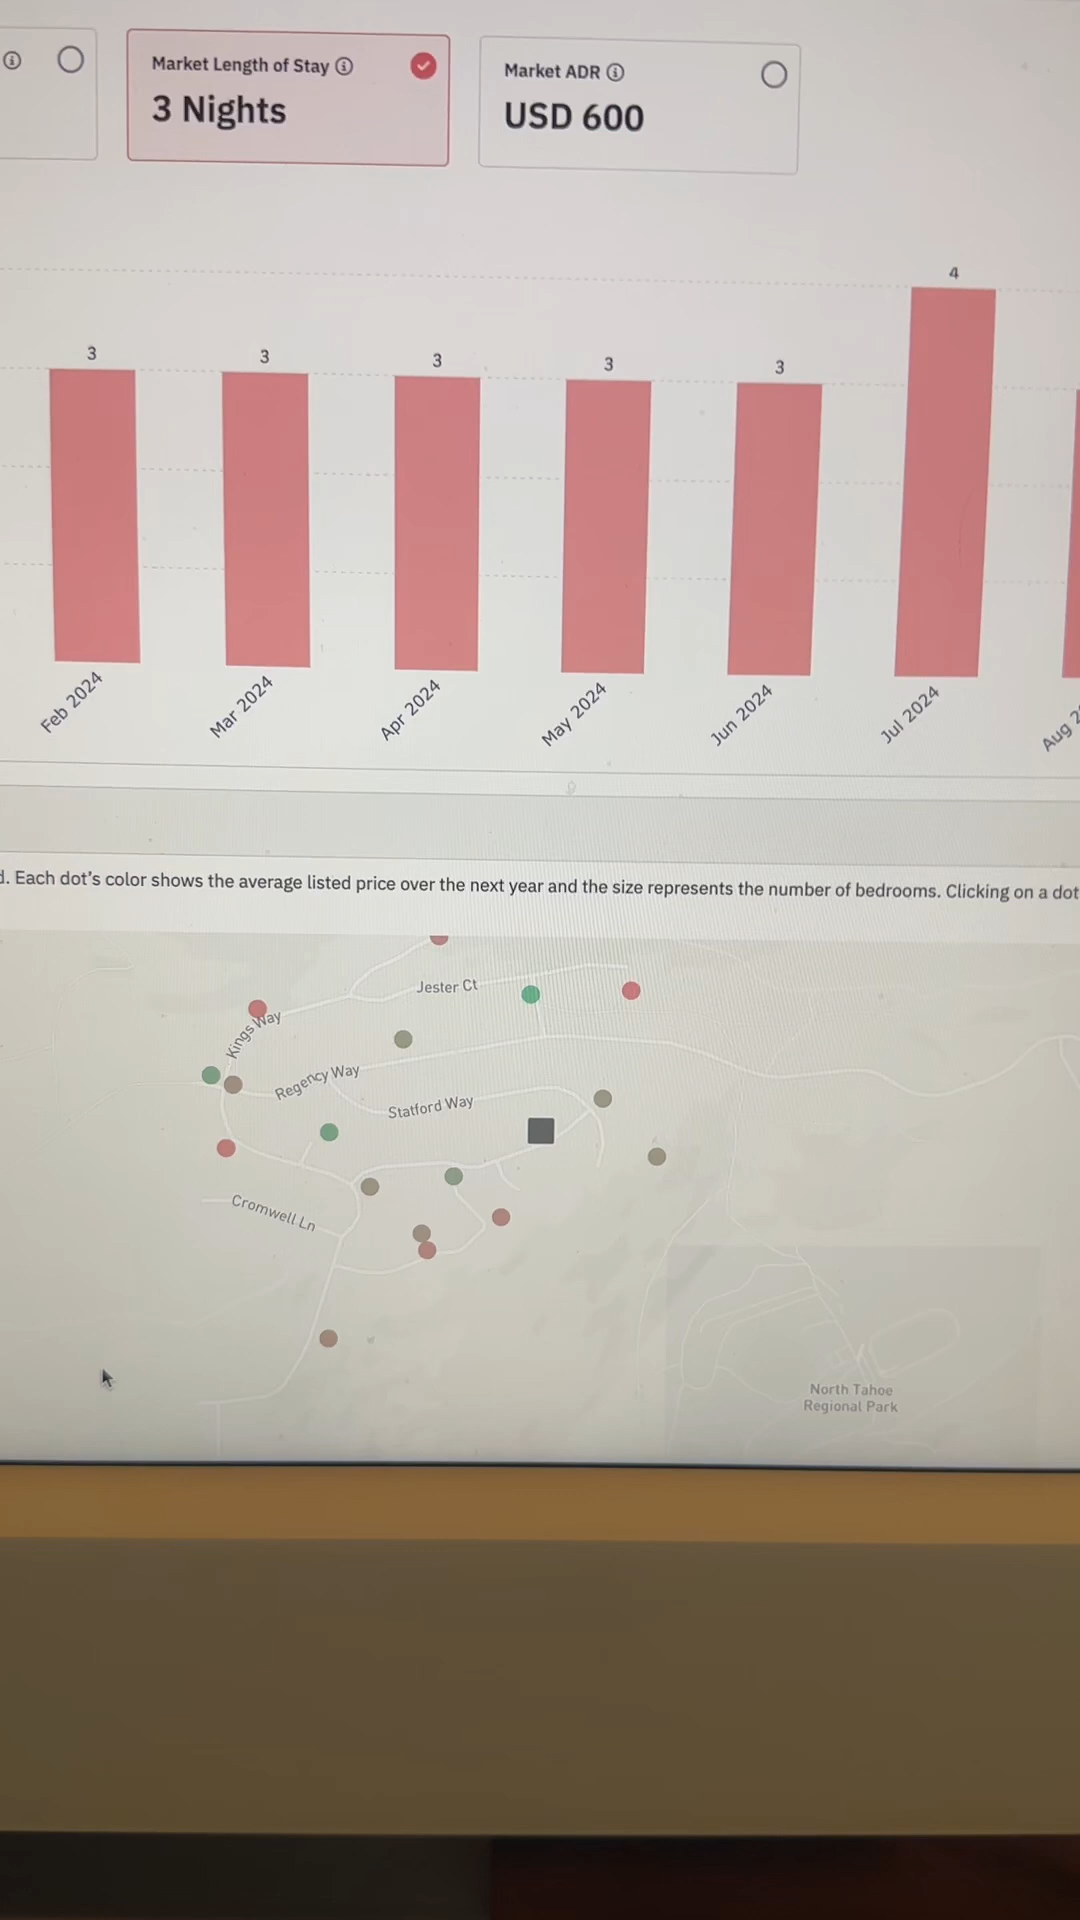 Market Length of Stay
3 Nights
Market ADR
USD 600
3
3
3
3
3
4
Feb 2024
Mar 2024
Apr 2024
May 2024
Jun 2024
Jul 2024
Aug 2
d. Each dot's color shows the average listed price over the next year and the size represents the number of bedrooms. Clicking on a dot
Jester Ct
Kings Way
Regency Way
Statford Way
Cromwell Ln
North Tahoe
Regional Park